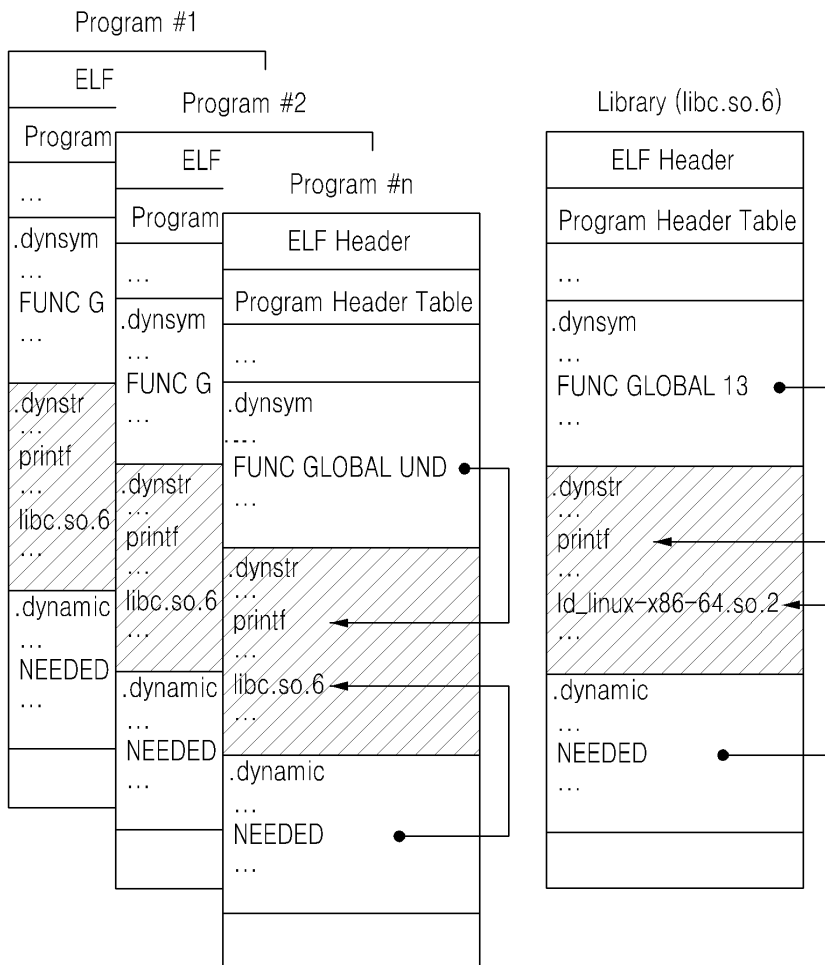 Program #1
ELF
Program
...
.dynsym
...
FUNC G
...
.dynstr
...
printf
...
libc.so.6
...
.dynamic
...
NEEDED
...
Program #2
ELF
Program
...
.dynsym
...
FUNC G
...
.dynstr
...
printf
...
libc.so.6
...
.dynamic
...
NEEDED
...
Program #n
ELF Header
Program Header Table
...
.dynsym
....
FUNC GLOBAL UND
...
.dynstr
...
printf
...
libc.so.6
...
.dynamic
...
NEEDED
...
Library (libc.so.6)
ELF Header
Program Header Table
...
.dynsym
...
FUNC GLOBAL 13
...
.dynstr
...
printf
...
ld_linux-x86-64.so.2
...
.dynamic
...
NEEDED
...